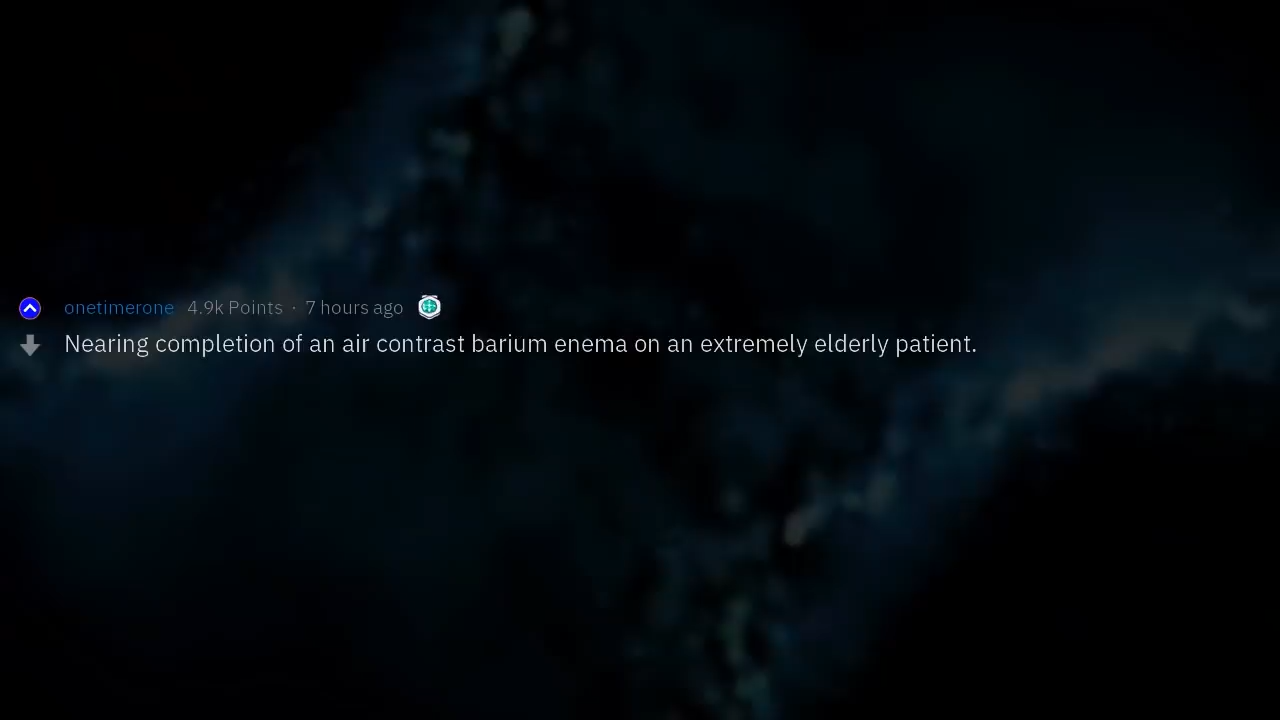 onetimerone 4.9k Points · 7 hours ago
Nearing completion of an air contrast barium enema on an extremely elderly patient.